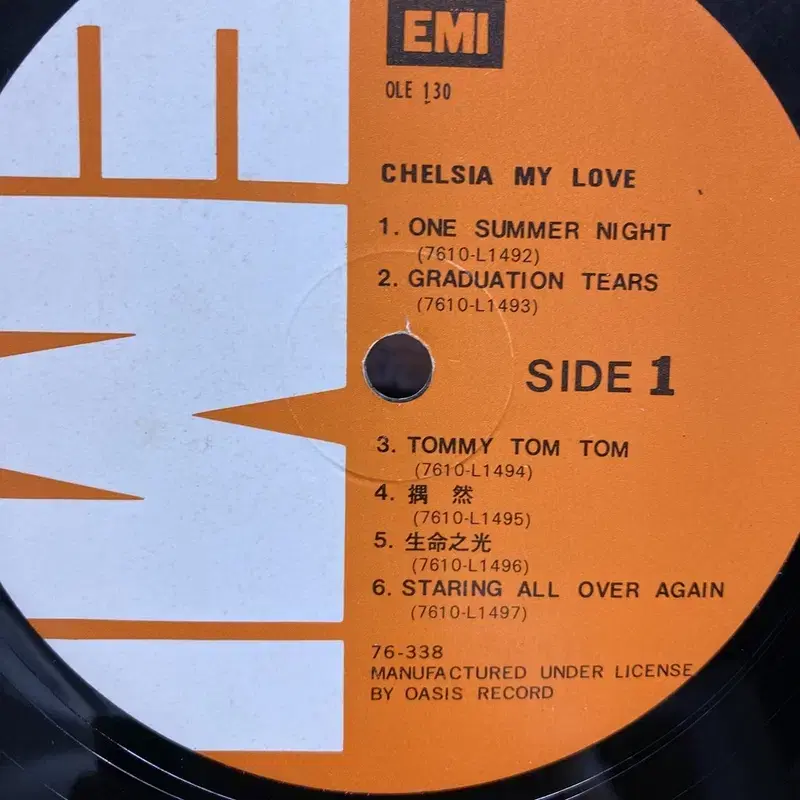 EMI
OLE 130
CHELSIA MY LOVE
1. ONE SUMMER NIGHT
(7610-L1492)
2. GRADUATION TEARS
(7610-L1493)
SIDE 1
3. TOMMY TOM TOM
(7610-L1494)
4. 偶 然
(7610-L1495)
5. 生命之光
(7610-L1496)
6. STARING ALL OVER AGAIN
(7610-L1497)
76-338
MANUFACTURED UNDER LICENSE
BY OASIS RECORD